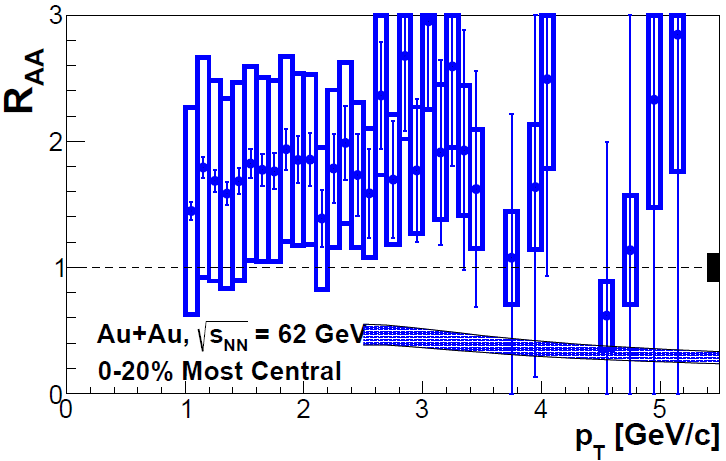 R_AA
3
2
1
0
Au+Au, √s_NN = 62 GeV
0-20% Most Central
0 1 2 3 4 5
p_T [GeV/c]